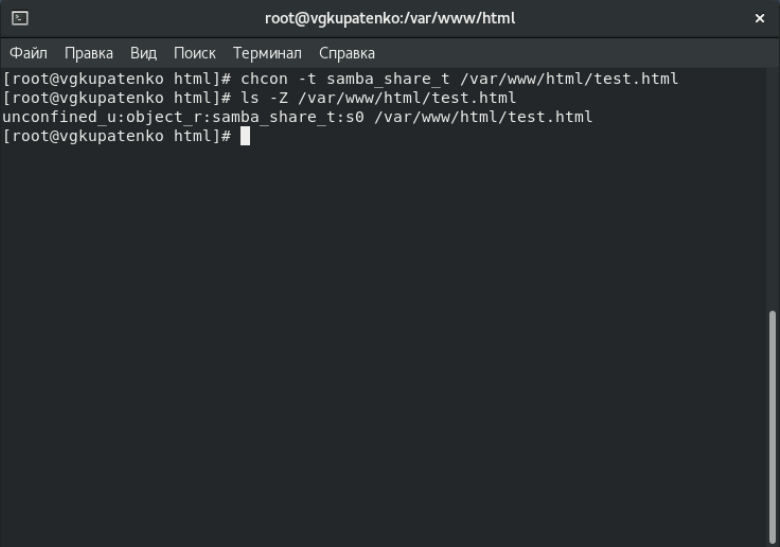 root@vgkupatenko:/var/www/html
Файл Правка Вид Поиск Терминал Справка
[root@vgkupatenko html]# chcon -t samba_share_t /var/www/html/test.html
[root@vgkupatenko html]# ls -Z /var/www/html/test.html
unconfined_u:object_r:samba_share_t:s0 /var/www/html/test.html
[root@vgkupatenko html]#